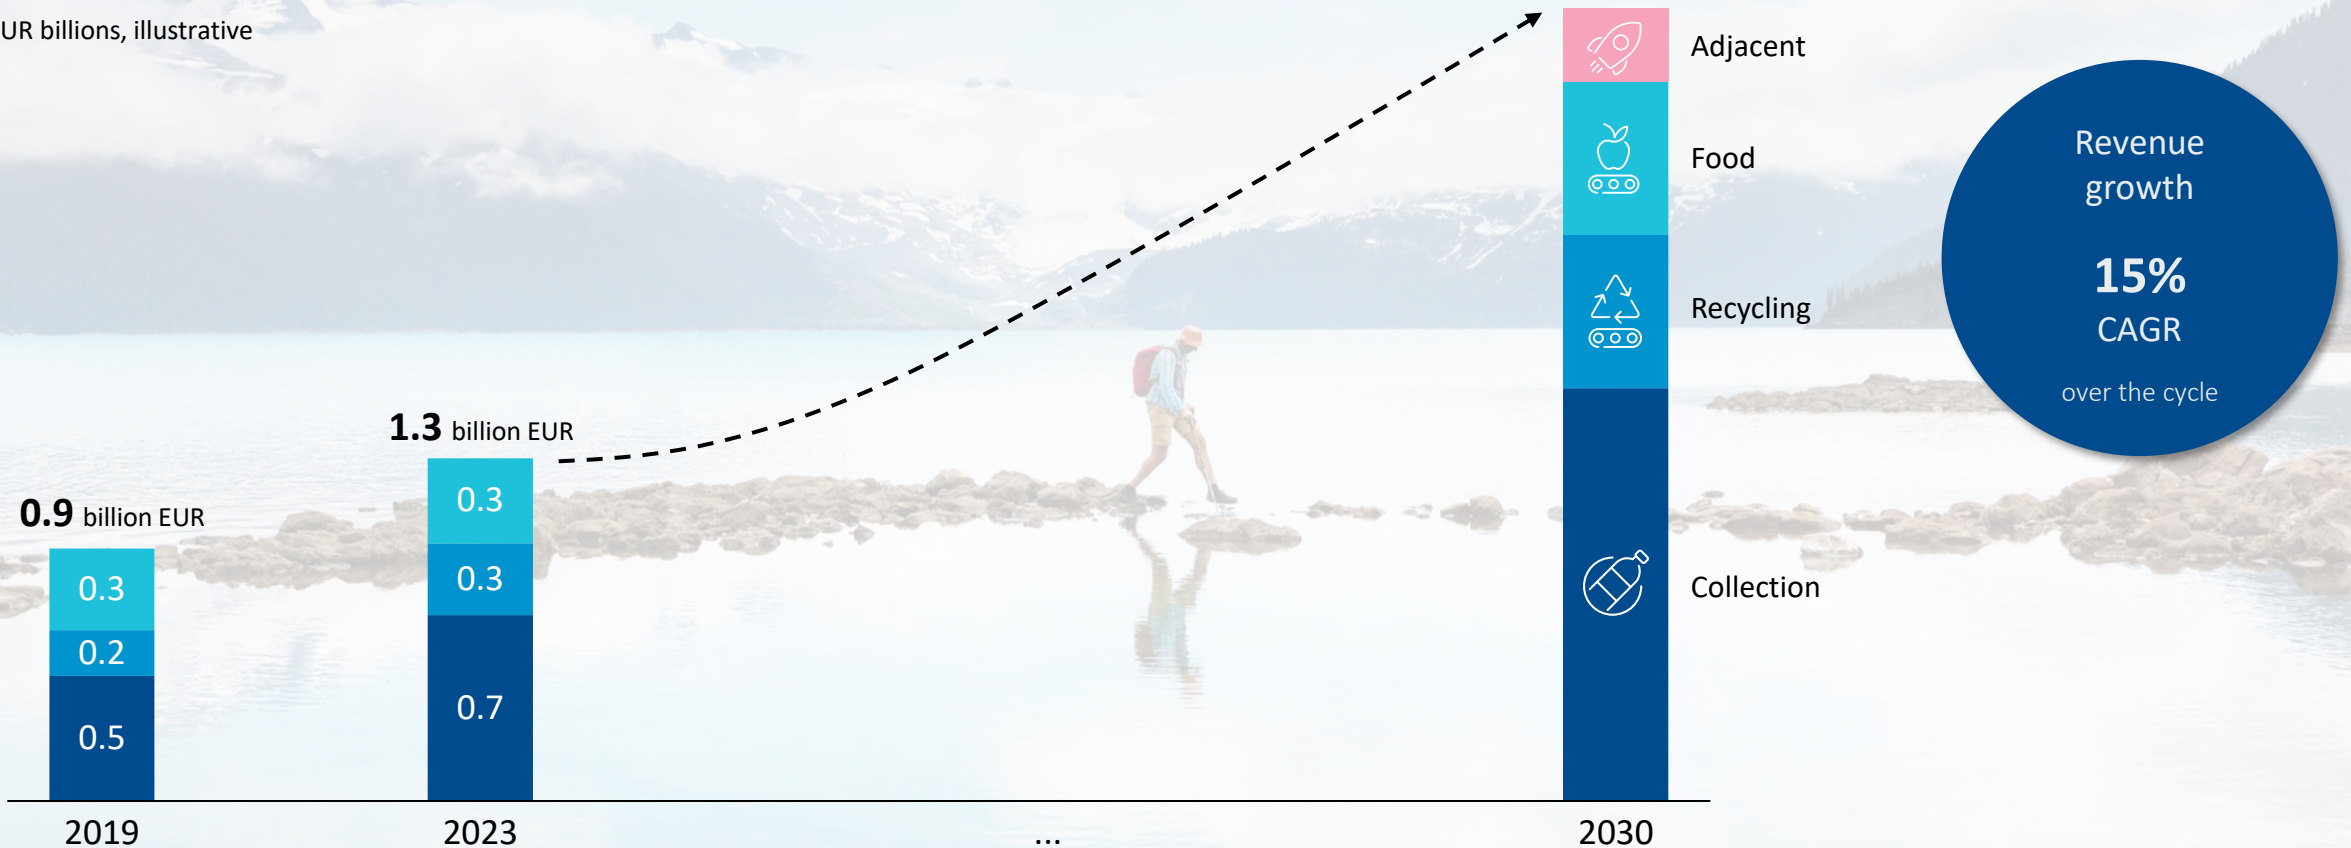 UR billions, illustrative
Adjacent
Food
Recycling
Collection
Revenue
growth
15%
CAGR
over the cycle
1.3 billion EUR
0.3
0.3
0.7
0.9 billion EUR
0.3
0.2
0.5
2019
2023
...
2030